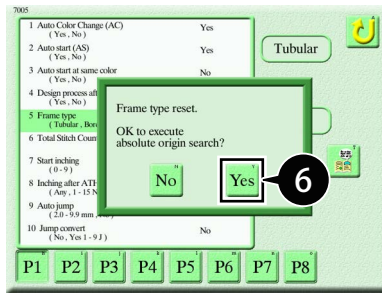 7005
1 Auto Color Change (AC) Yes
( Yes , No )
2 Auto start (AS) Yes
( Yes , No )
3 Auto start at same color No
( Yes , No )
4 Design process aft
( Yes , No )
5 Frame type
( Tubular , Bor
6 Total Stitch Coun
7 Start inching
( 0 - 9 )
8 Inching after ATH
( Any , 1 - 15 N
9 Auto jump
( 2.0 - 9.9 mm ,
10 Jump convert No
( No , Yes 1 - 9 J )
Tubular
Frame type reset.
OK to execute
absolute origin search?
No
Yes
6
P1 P2 P3 P4 P5 P6 P7 P8